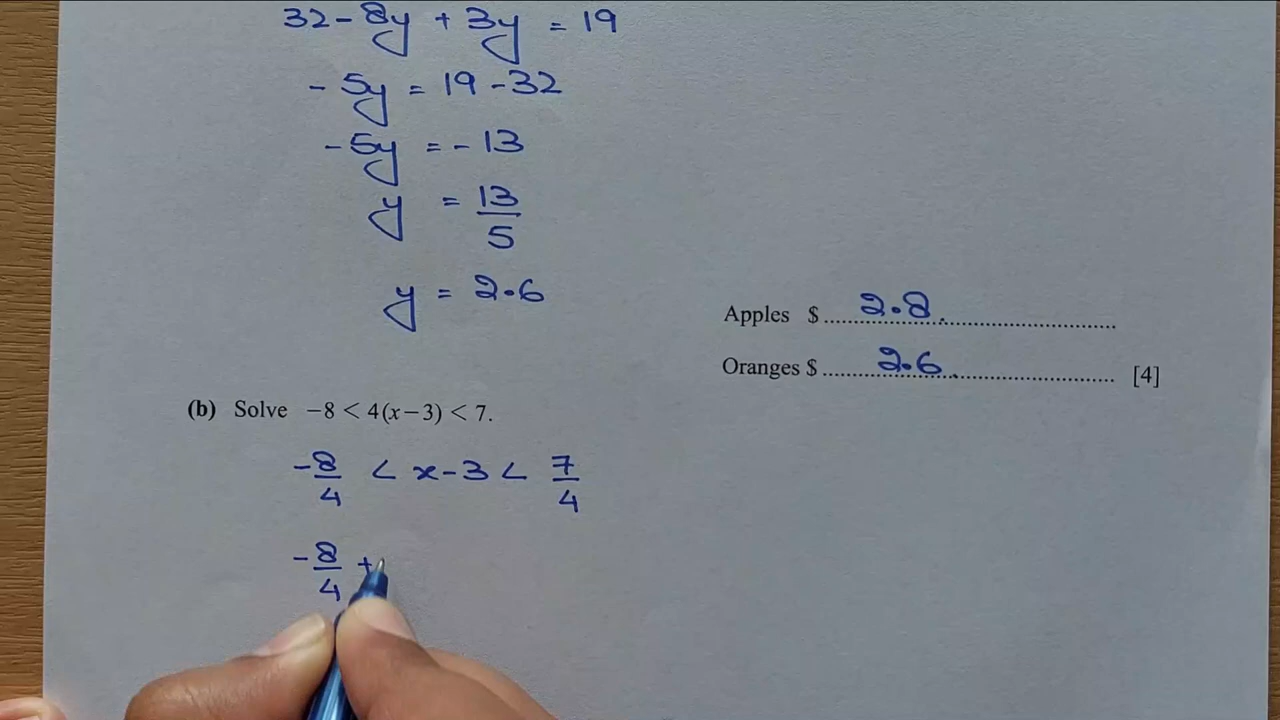 32 - 8y + 3y = 19
- 5y = 19 - 32
- 5y = - 13
y = 13/5
y = 2.6
Apples $ 2.8
Oranges $ 2.6 [4]
(b) Solve −8 < 4(x−3) < 7.
-8/4 < x - 3 < 7/4
-8/4 +